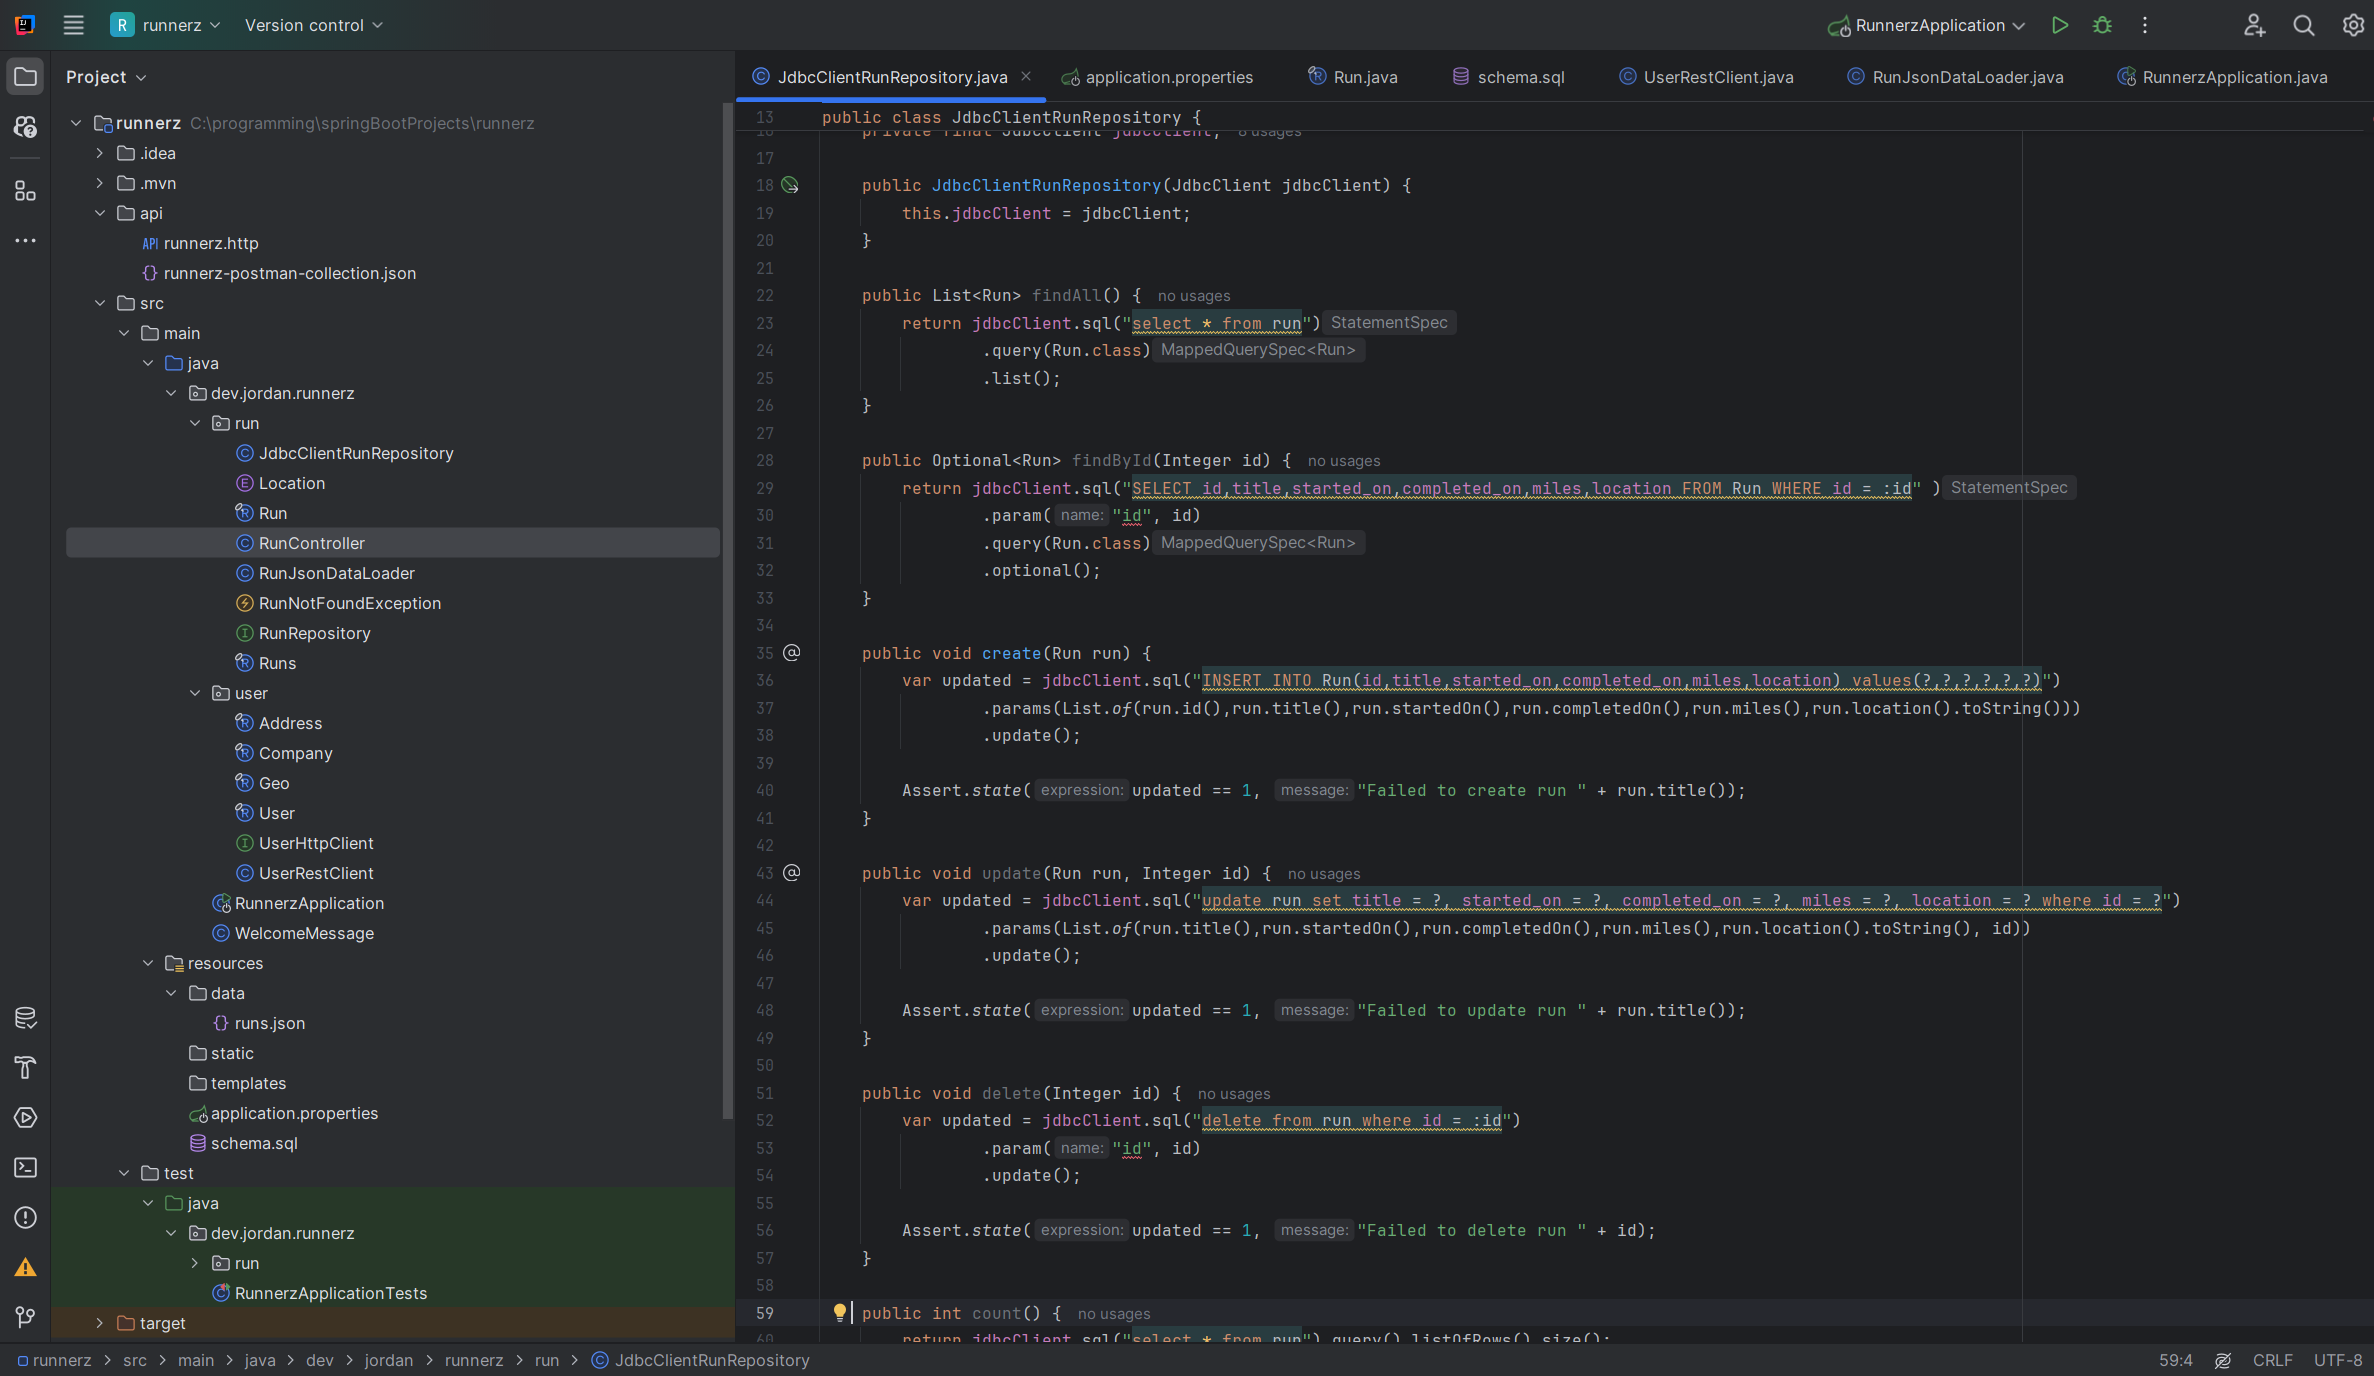 R runnerz Version control RunnerzApplication
Project
runnerz C:\programming\springBootProjects\runnerz
.idea
.mvn
api
API runnerz.http
{} runnerz-postman-collection.json
src
main
java
dev.jordan.runnerz
run
JdbcClientRunRepository
Location
Run
RunController
RunJsonDataLoader
RunNotFoundException
RunRepository
Runs
user
Address
Company
Geo
User
UserHttpClient
UserRestClient
RunnerzApplication
WelcomeMessage
resources
data
{} runs.json
static
templates
application.properties
schema.sql
test
java
dev.jordan.runnerz
run
RunnerzApplicationTests
target
JdbcClientRunRepository.java application.properties Run.java schema.sql UserRestClient.java RunJsonDataLoader.java RunnerzApplication.java
13 public class JdbcClientRunRepository {
16 private final JdbcClient jdbcClient; 8 usages
17
18 public JdbcClientRunRepository(JdbcClient jdbcClient) {
19 this.jdbcClient = jdbcClient;
20 }
21
22 public List<Run> findAll() { no usages
23 return jdbcClient.sql("select * from run") StatementSpec
24 .query(Run.class) MappedQuerySpec<Run>
25 .list();
26 }
27
28 public Optional<Run> findById(Integer id) { no usages
29 return jdbcClient.sql("SELECT id,title,started_on,completed_on,miles,location FROM Run WHERE id = :id" ) StatementSpec
30 .param( name: "id", id)
31 .query(Run.class) MappedQuerySpec<Run>
32 .optional();
33 }
34
35 public void create(Run run) {
36 var updated = jdbcClient.sql("INSERT INTO Run(id,title,started_on,completed_on,miles,location) values(?,?,?,?,?,?)")
37 .params(List.of(run.id(),run.title(),run.startedOn(),run.completedOn(),run.miles(),run.location().toString()))
38 .update();
39
40 Assert.state( expression: updated == 1, message: "Failed to create run " + run.title());
41 }
42
43 public void update(Run run, Integer id) { no usages
44 var updated = jdbcClient.sql("update run set title = ?, started_on = ?, completed_on = ?, miles = ?, location = ? where id = ?")
45 .params(List.of(run.title(),run.startedOn(),run.completedOn(),run.miles(),run.location().toString(), id))
46 .update();
47
48 Assert.state( expression: updated == 1, message: "Failed to update run " + run.title());
49 }
50
51 public void delete(Integer id) { no usages
52 var updated = jdbcClient.sql("delete from run where id = :id")
53 .param( name: "id", id)
54 .update();
55
56 Assert.state( expression: updated == 1, message: "Failed to delete run " + id);
57 }
58
59 public int count() { no usages
60 return jdbcClient.sql("select * from run").query().listOfRows().size();
runnerz > src > main > java > dev > jordan > runnerz > run > JdbcClientRunRepository 59:4 CRLF UTF-8